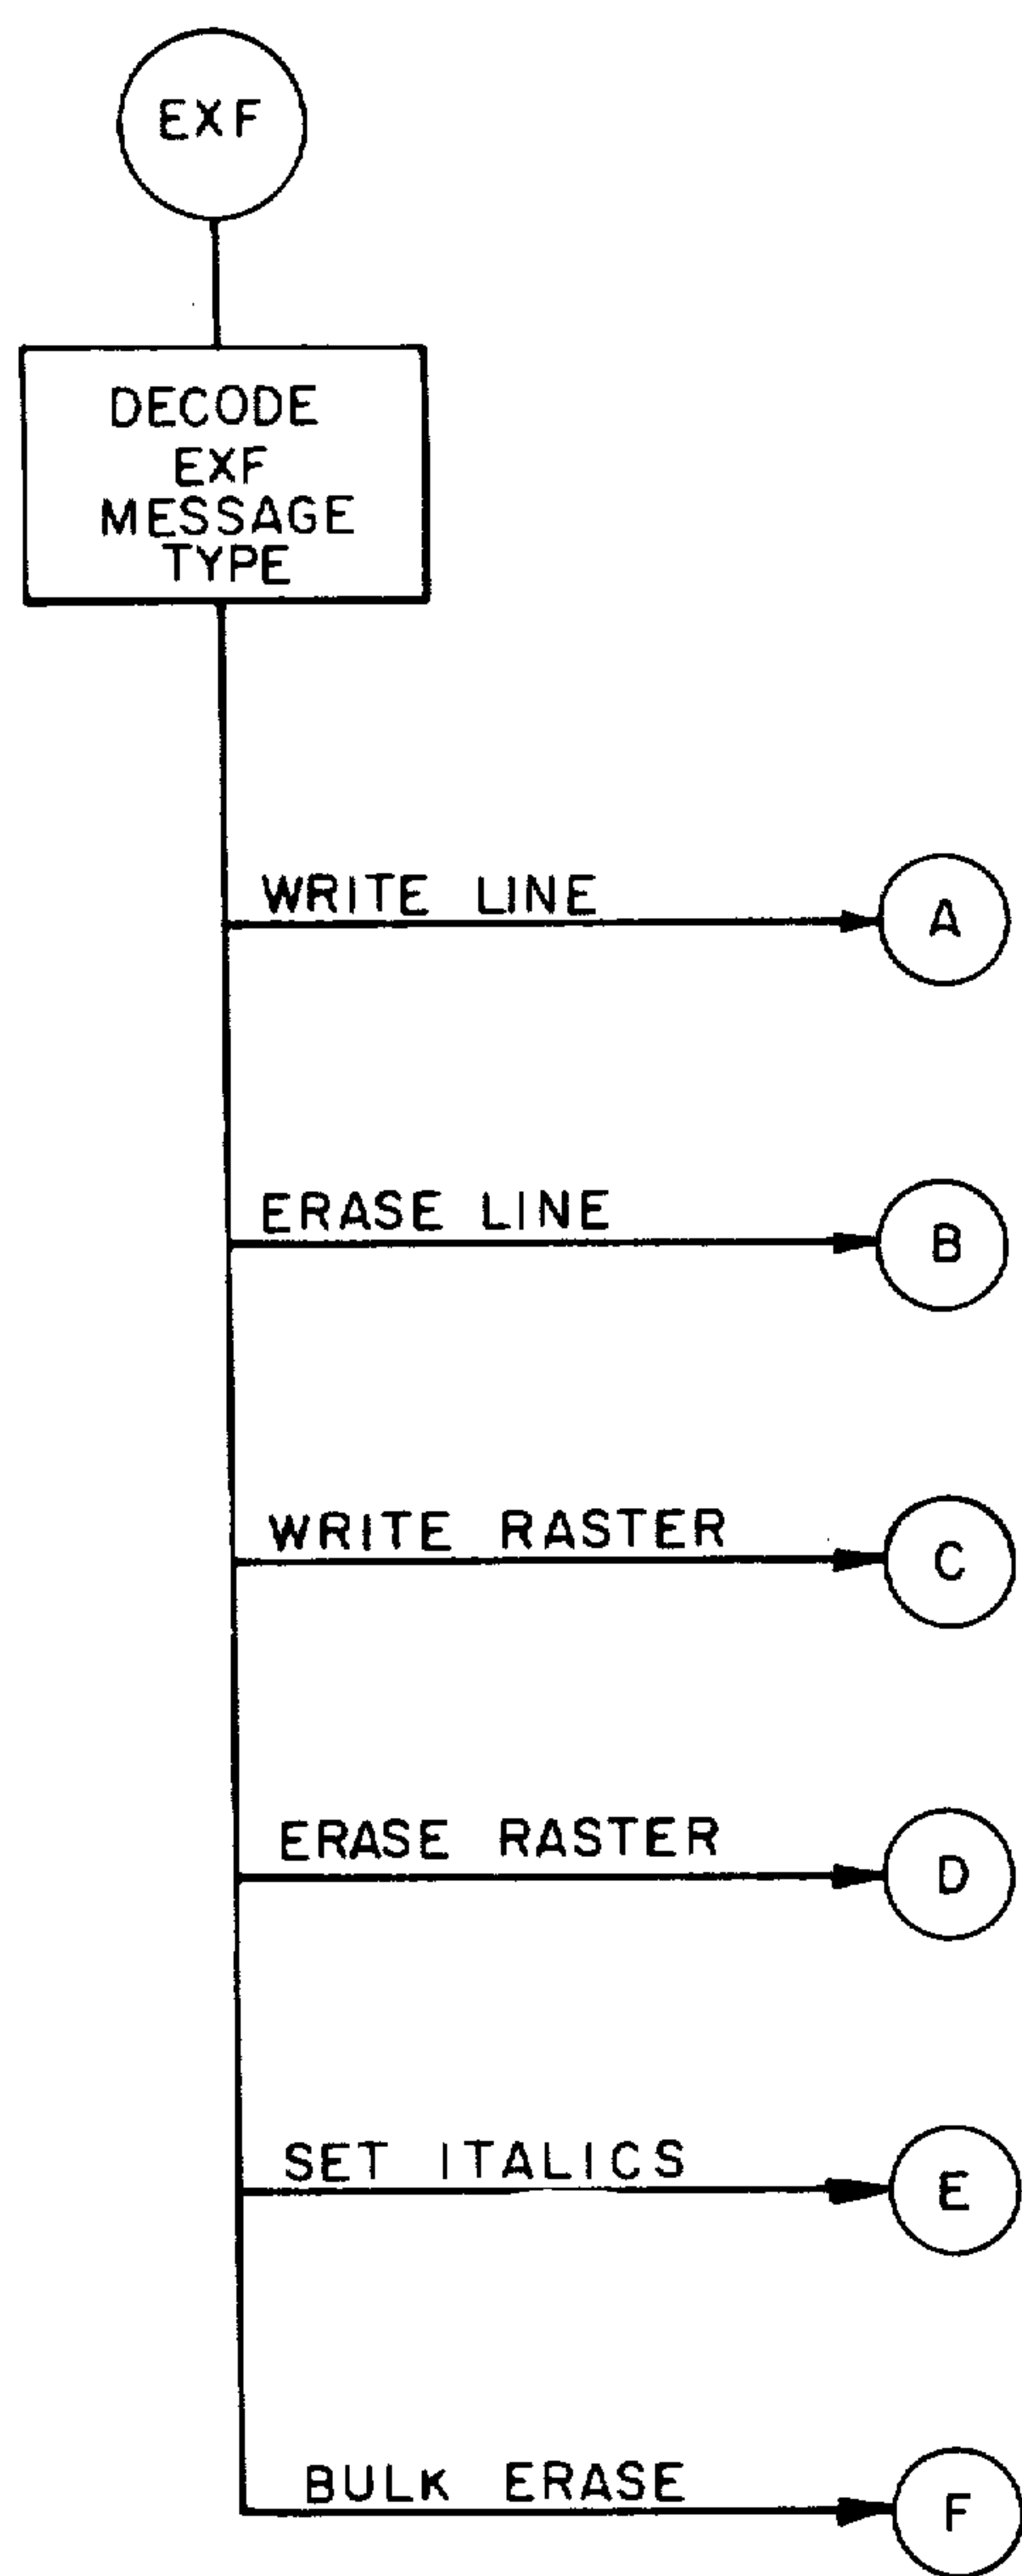 EXF
DECODE
EXF
MESSAGE
TYPE
WRITE LINE
A
ERASE LINE
B
WRITE RASTER
C
ERASE RASTER
D
SET ITALICS
E
BULK ERASE
F